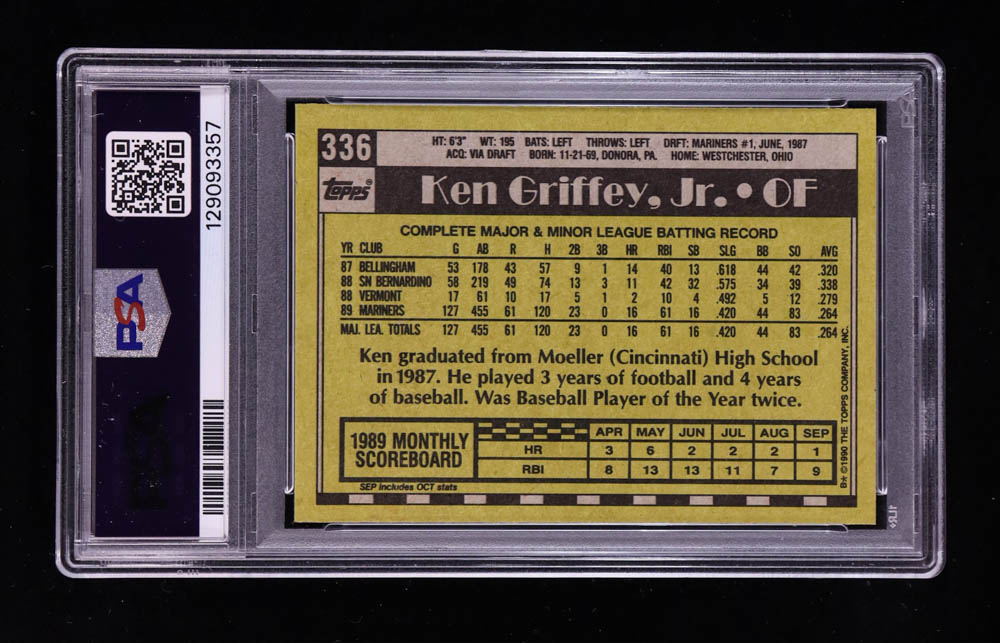 129093357
PSA
336
HT: 6'3" WT: 195 BATS: LEFT THROWS: LEFT DRFT: MARINERS #1, JUNE, 1987
ACQ: VIA DRAFT BORN: 11-21-69, DONORA, PA. HOME: WESTCHESTER, OHIO
topps®
Ken Griffey, Jr. • OF
COMPLETE MAJOR & MINOR LEAGUE BATTING RECORD
YR CLUB G AB R H 2B 3B HR RBI SB SLG BB SO AVG
87 BELLINGHAM 53 178 43 57 9 1 14 40 13 .618 44 42 .320
88 SN BERNARDINO 58 219 49 74 13 3 11 42 32 .575 34 39 .338
88 VERMONT 17 61 10 17 5 1 2 10 4 .492 5 12 .279
89 MARINERS 127 455 61 120 23 0 16 61 16 .420 44 83 .264
MAJ. LEA. TOTALS 127 455 61 120 23 0 16 61 16 .420 44 83 .264
Ken graduated from Moeller (Cincinnati) High School
in 1987. He played 3 years of football and 4 years
of baseball. Was Baseball Player of the Year twice.
1989 MONTHLY
SCOREBOARD
APR MAY JUN JUL AUG SEP
HR 3 6 2 2 2 1
RBI 8 13 13 11 7 9
SEP includes OCT stats
B* ©1990 THE TOPPS COMPANY, INC.